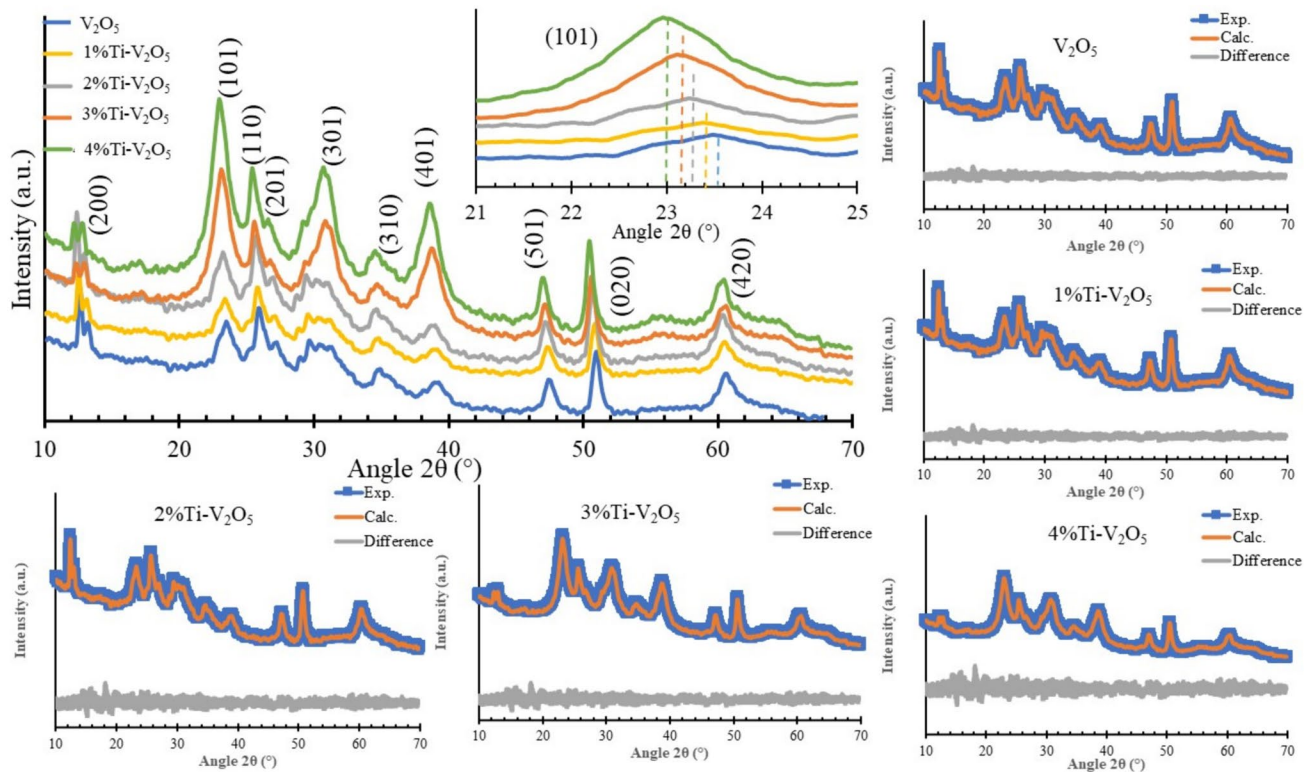 V₂O₅
1%Ti-V₂O₅
2%Ti-V₂O₅
3%Ti-V₂O₅
4%Ti-V₂O₅
(200)
(101)
(110)
(201)
(301)
(310)
(401)
(501)
(020)
(420)
Intensity (a.u.)
10 20 30 40 50 60 70
Angle 2θ (°)
(101)
21 22 23 24 25
Angle 2θ (°)
V₂O₅
Exp.
Calc.
Difference
Intensity (a.u.)
10 20 30 40 50 60 70
Angle 2θ (°)
1%Ti-V₂O₅
Exp.
Calc.
Difference
Intensity (a.u.)
10 20 30 40 50 60 70
Angle 2θ (°)
2%Ti-V₂O₅
Exp.
Calc.
Difference
Intensity (a.u.)
10 20 30 40 50 60 70
Angle 2θ (°)
3%Ti-V₂O₅
Exp.
Calc.
Difference
Intensity (a.u.)
10 20 30 40 50 60 70
Angle 2θ (°)
4%Ti-V₂O₅
Exp.
Calc.
Difference
Intensity (a.u.)
10 20 30 40 50 60 70
Angle 2θ (°)